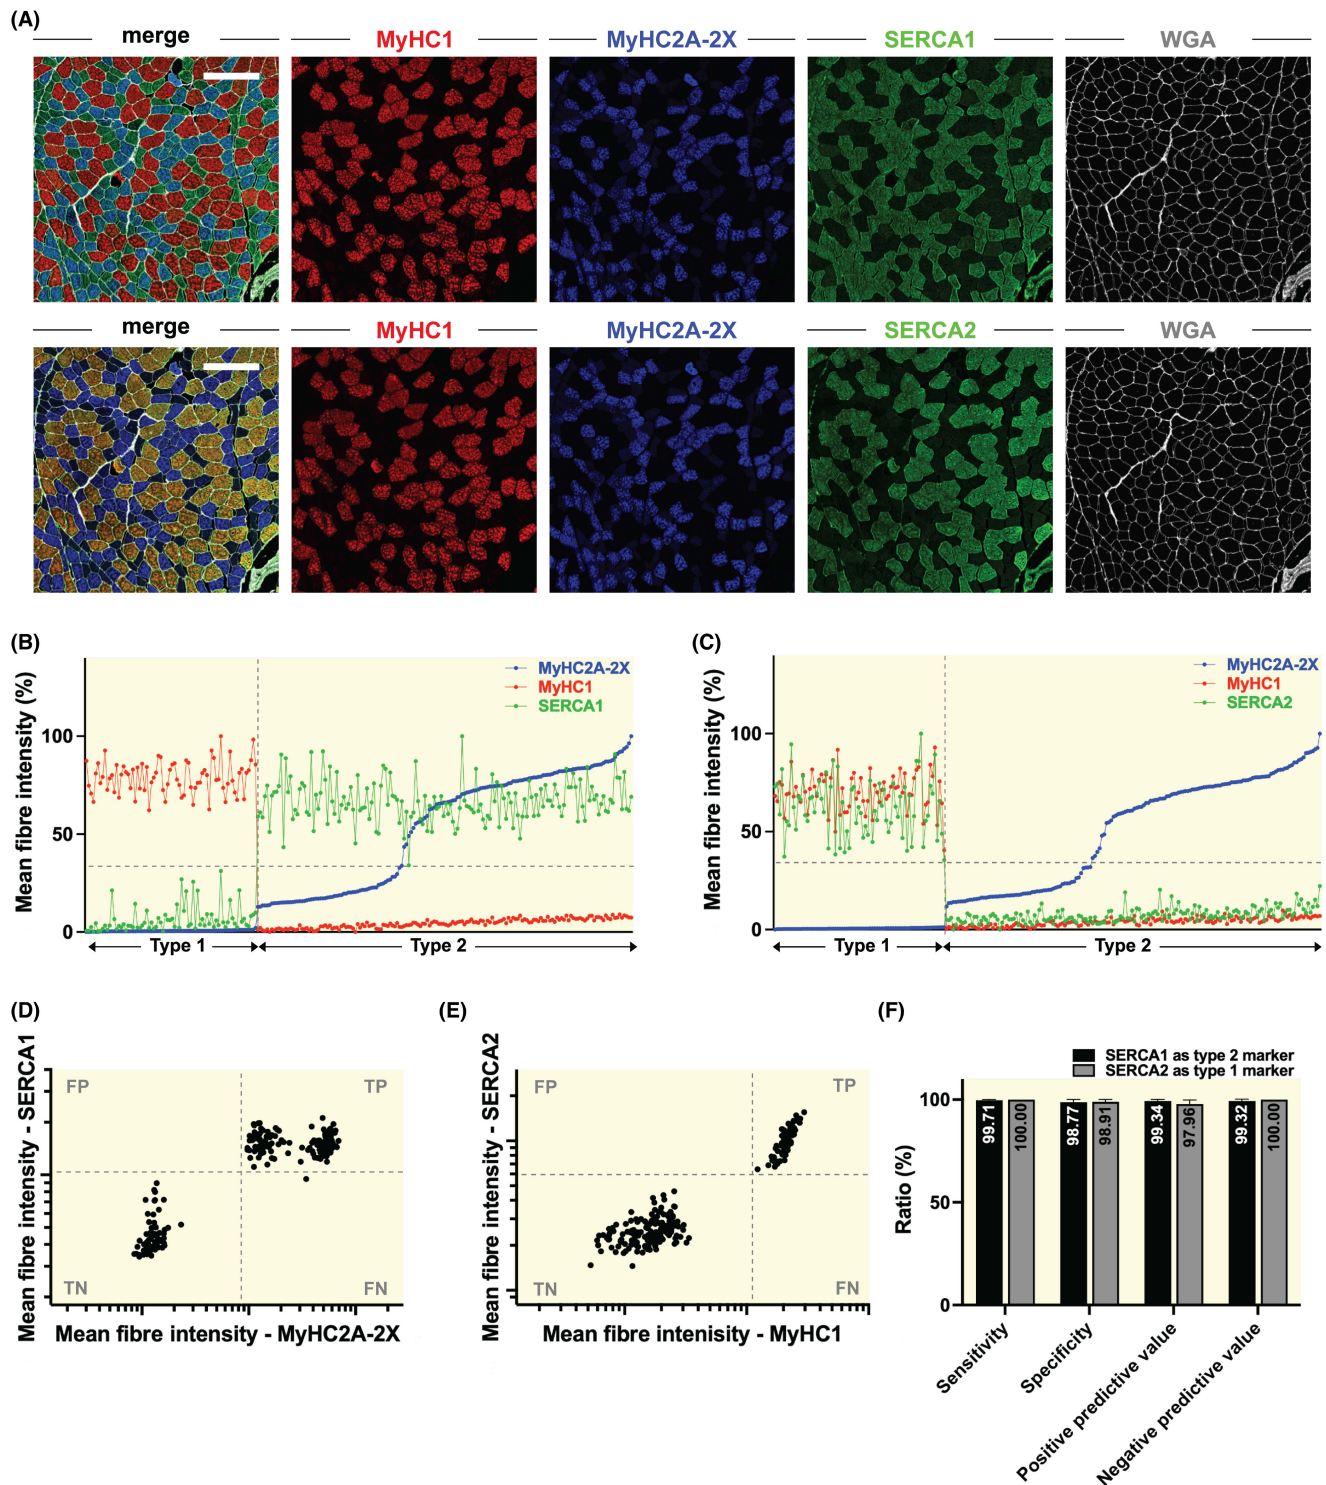 (A)
merge MyHC1 MyHC2A-2X SERCA1 WGA
merge MyHC1 MyHC2A-2X SERCA2 WGA
(B)
Mean fibre intensity (%)
100
50
0
MyHC2A-2X
MyHC1
SERCA1
Type 1 Type 2
(C)
Mean fibre intensity (%)
100
50
0
MyHC2A-2X
MyHC1
SERCA2
Type 1 Type 2
(D)
Mean fibre intensity - SERCA1
FP TP
TN FN
Mean fibre intensity - MyHC2A-2X
(E)
Mean fibre intensity - SERCA2
FP TP
TN FN
Mean fibre intenisity - MyHC1
(F)
SERCA1 as type 2 marker
SERCA2 as type 1 marker
Ratio (%)
100
50
0
99.71 100.00 98.77 98.91 99.34 97.96 99.32 100.00
Sensitivity
Specificity
Positive predictive value
Negative predictive value